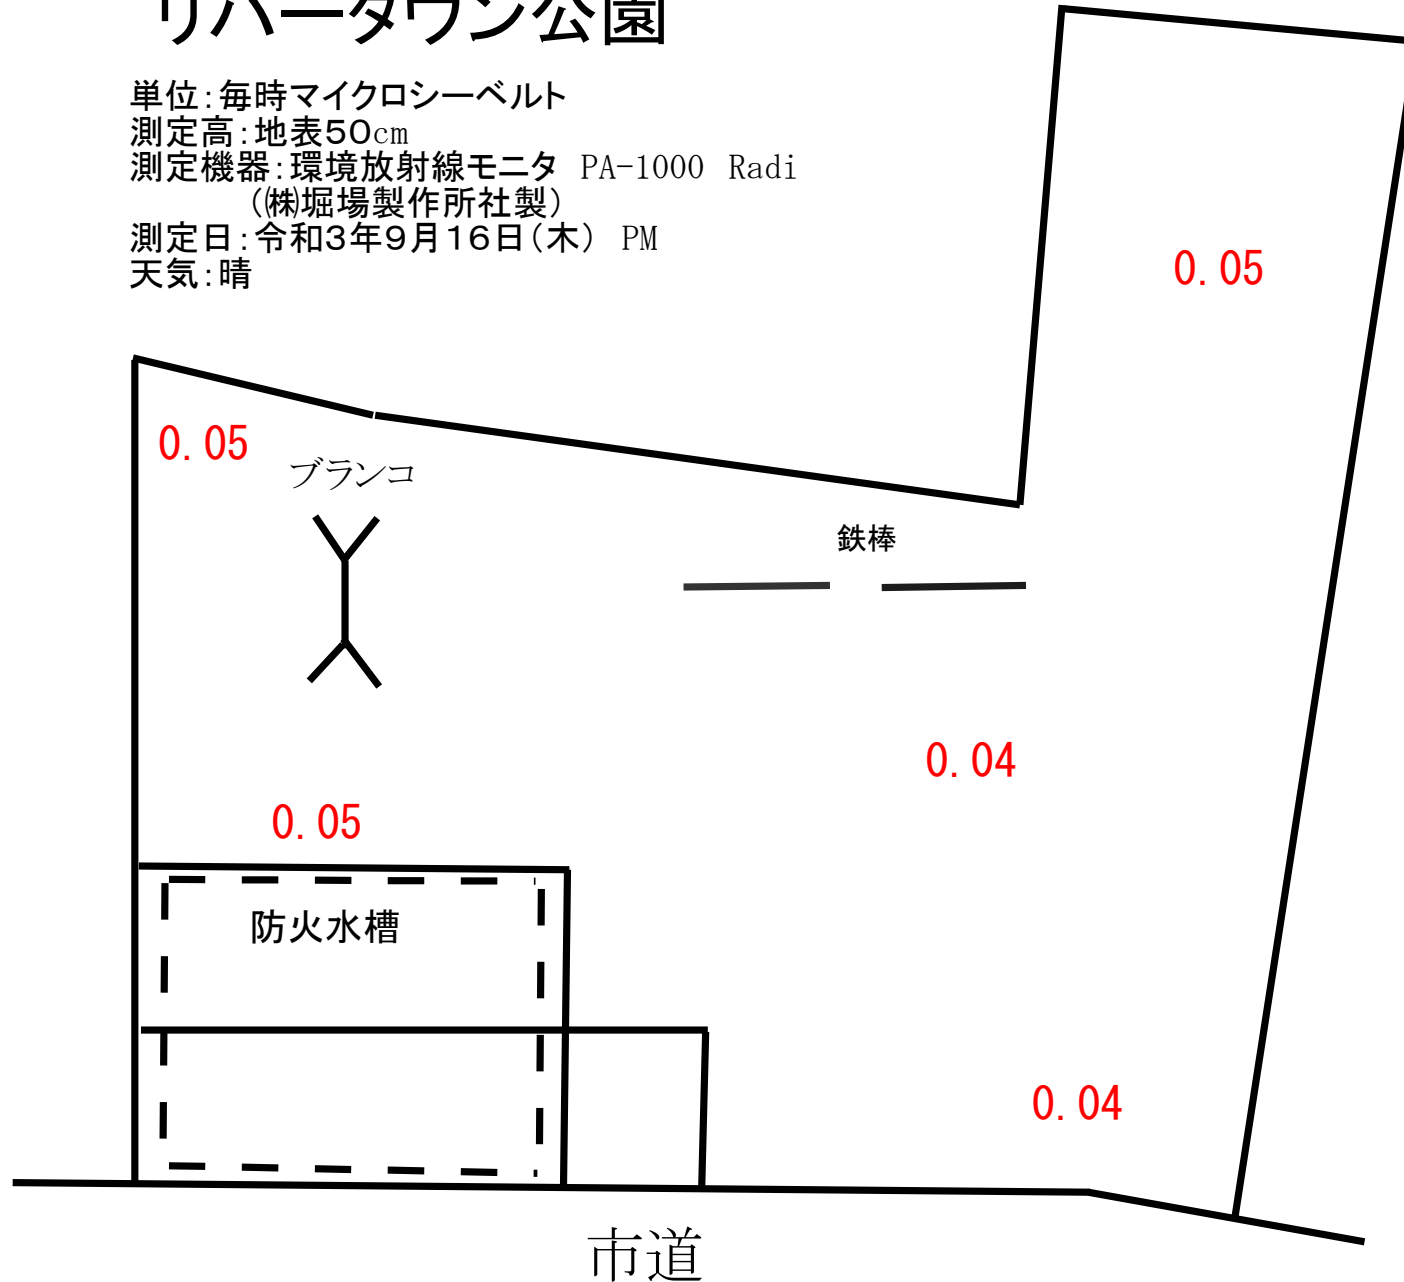 リバータウン公園
単位：毎時マイクロシーベルト
測定高：地表50cm
測定機器：環境放射線モニタ PA-1000 Radi
（㈱堀場製作所社製）
測定日：令和3年9月16日（木） PM
天気：晴
0.05
0.05
ブランコ
鉄棒
0.04
0.05
防火水槽
0.04
市道